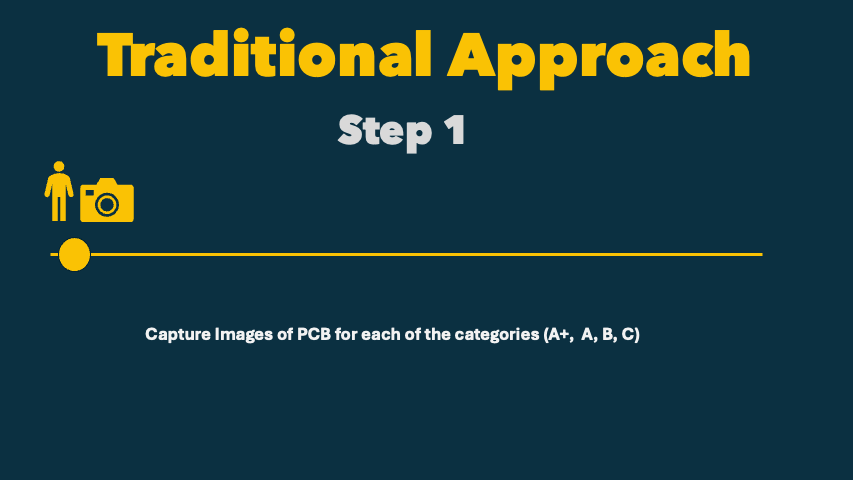 Traditional Approach
Step 1
Capture Images of PCB for each of the categories (A+,  A, B, C)